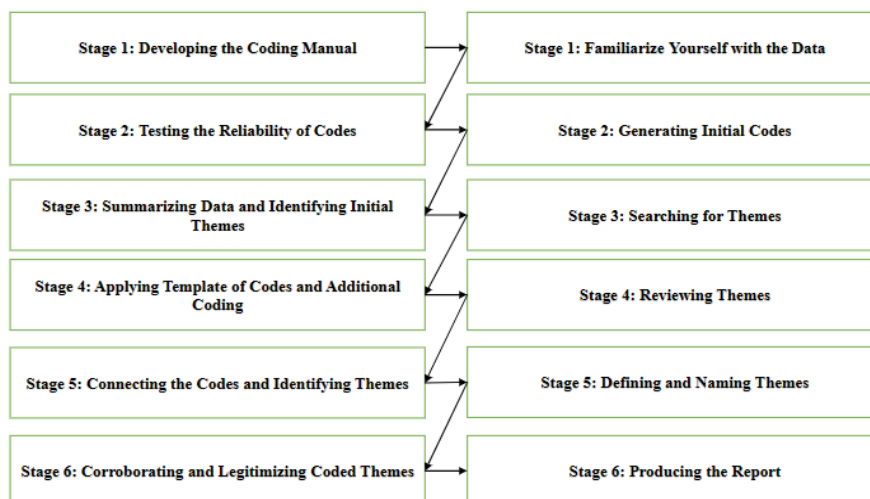 Stage 1: Developing the Coding Manual
Stage 1: Familiarize Yourself with the Data
Stage 2: Testing the Reliability of Codes
Stage 2: Generating Initial Codes
Stage 3: Summarizing Data and Identifying Initial
Themes
Stage 3: Searching for Themes
Stage 4: Applying Template of Codes and Additional
Coding
Stage 4: Reviewing Themes
Stage 5: Connecting the Codes and Identifying Themes
Stage 5: Defining and Naming Themes
Stage 6: Corroborating and Legitimizing Coded Themes
Stage 6: Producing the Report